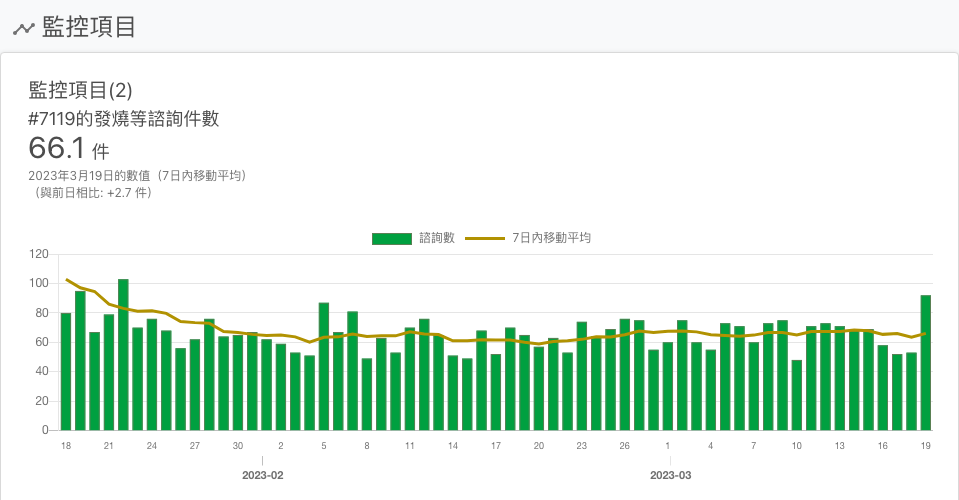 監控項目
監控項目(2)
#7119的發燒等諮詢件數
66.1 件
2023年3月19日的數值（7日內移動平均）
（與前日相比: +2.7 件）
諮詢數 7日內移動平均
120
100
80
60
40
20
0
18 21 24 27 30 2 5 8 11 14 17 20 23 26 1 4 7 10 13 16 19
2023-02 2023-03